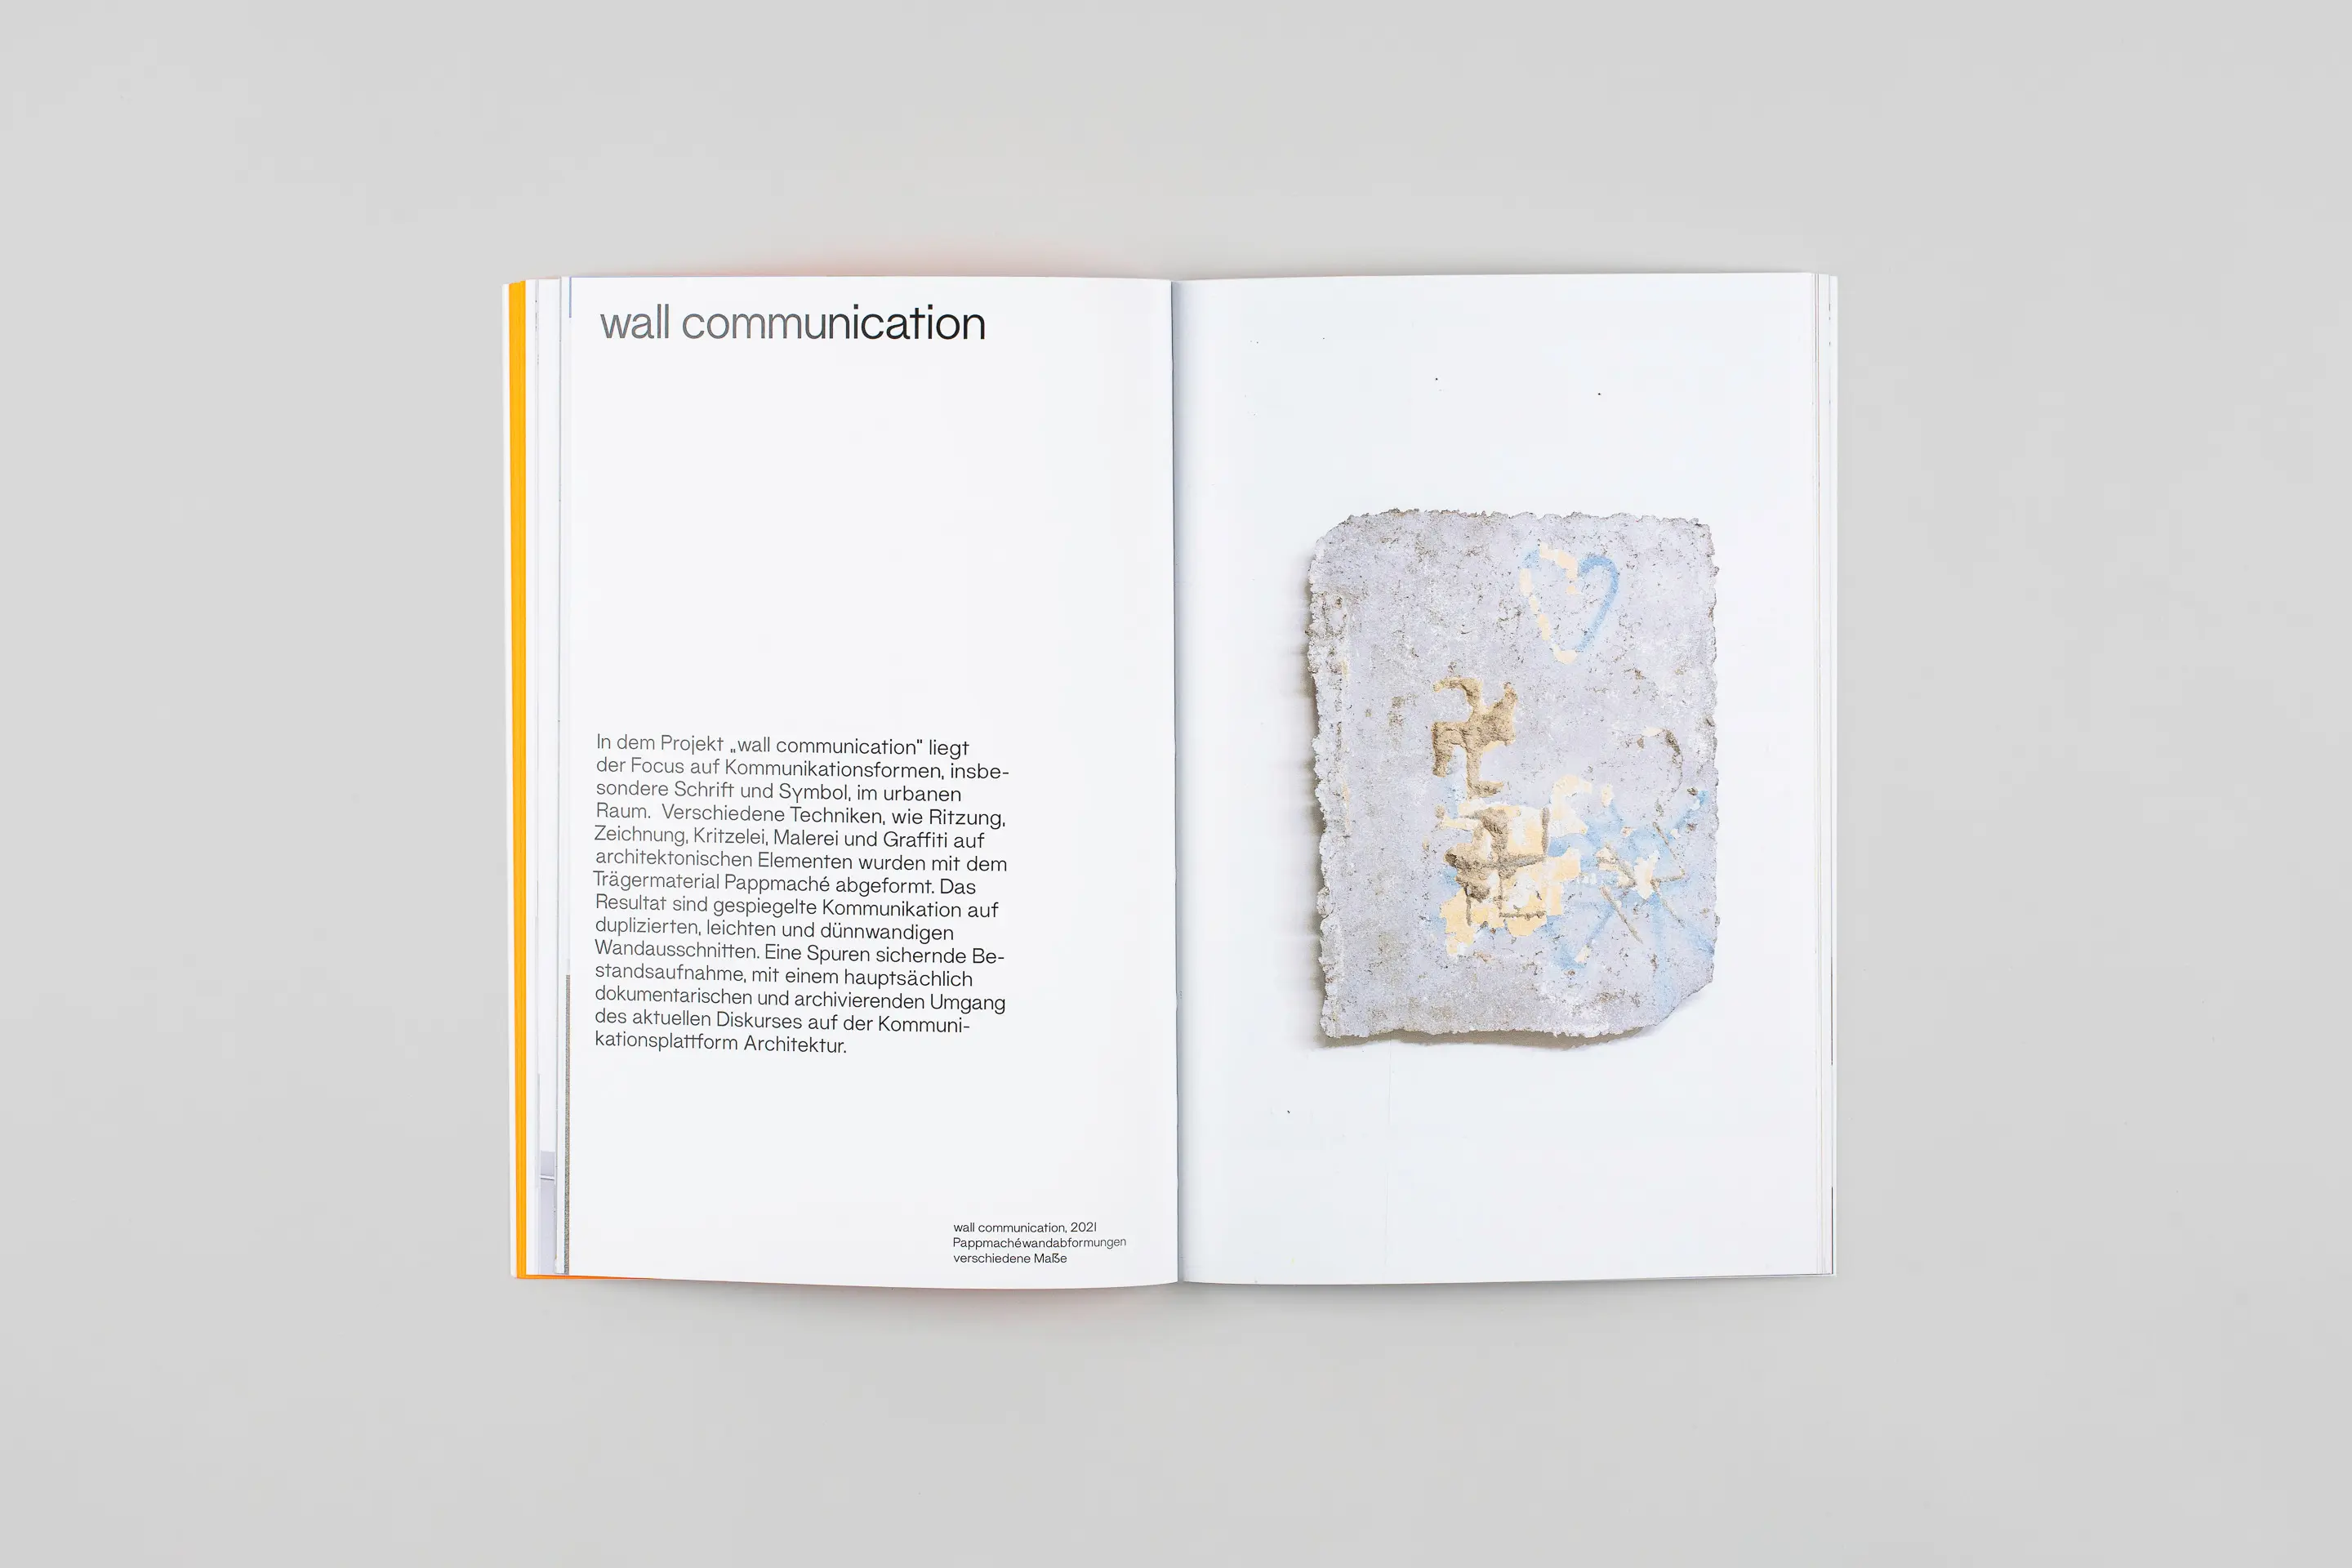 wall communication
In dem Projekt „wall communication“ liegt
der Focus auf Kommunikationsformen, insbe-
sondere Schrift und Symbol, im urbanen
Raum.  Verschiedene Techniken, wie Ritzung,
Zeichnung, Kritzelei, Malerei und Graffiti auf
architektonischen Elementen wurden mit dem
Trägermaterial Pappmaché abgeformt. Das
Resultat sind gespiegelte Kommunikation auf
duplizierten, leichten und dünnwandigen
Wandausschnitten. Eine Spuren sichernde Be-
standsaufnahme, mit einem hauptsächlich
dokumentarischen und archivierenden Umgang
des aktuellen Diskurses auf der Kommuni-
kationsplattform Architektur.
wall communication, 2021
Pappmachéwandabformungen
verschiedene Maße